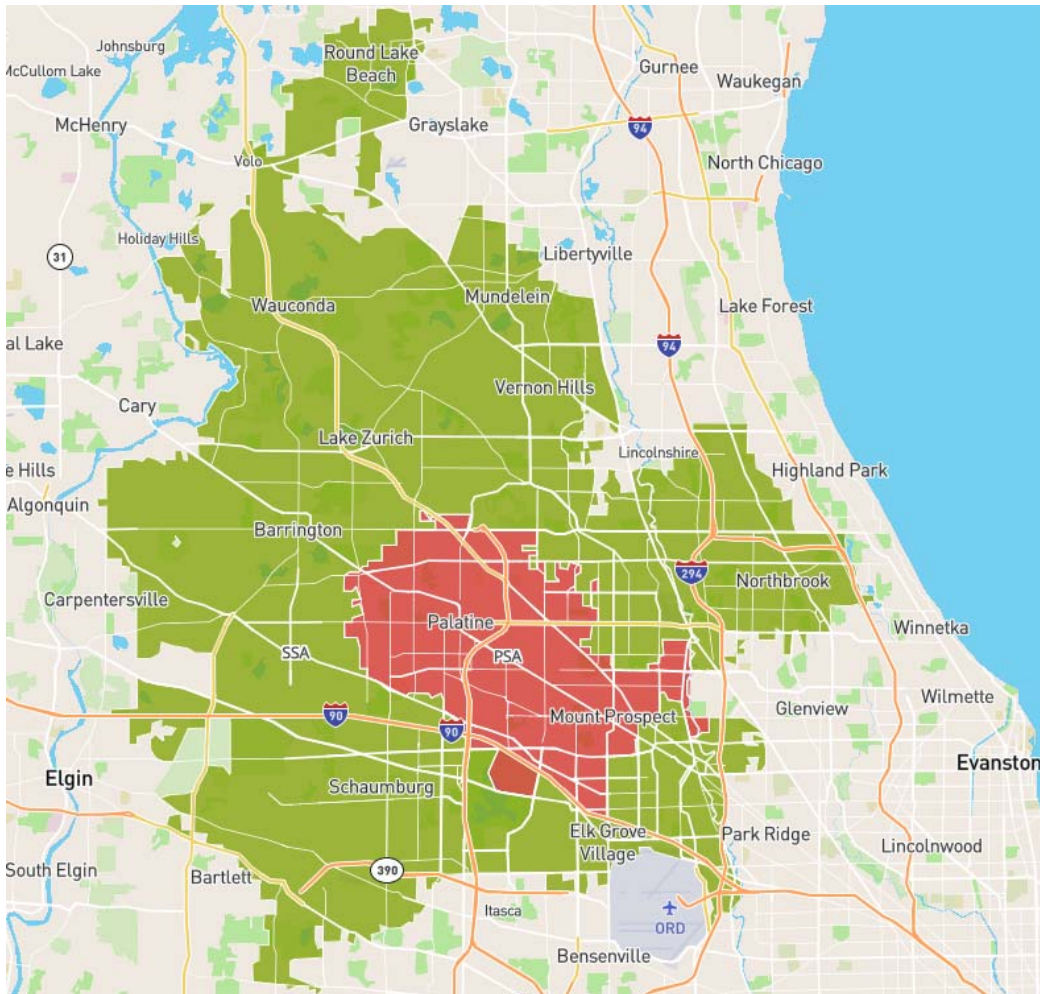 Johnsburg
Round Lake
Beach
Gurnee
McCullom Lake
Waukegan
McHenry
Grayslake
94
Volo
North Chicago
Holiday Hills
31
Libertyville
Mundelein
Wauconda
Lake Forest
al Lake
94
Vernon Hills
Cary
Lake Zurich
Lincolnshire
e Hills
Highland Park
Algonquin
Barrington
294
Northbrook
Carpentersville
Palatine
Winnetka
SSA
PSA
Wilmette
Glenview
90
Mount Prospect
90
Evanston
Elgin
Schaumburg
Elk Grove
Village
Park Ridge
Lincolnwood
South Elgin
Bartlett
390
Itasca
ORD
Bensenville